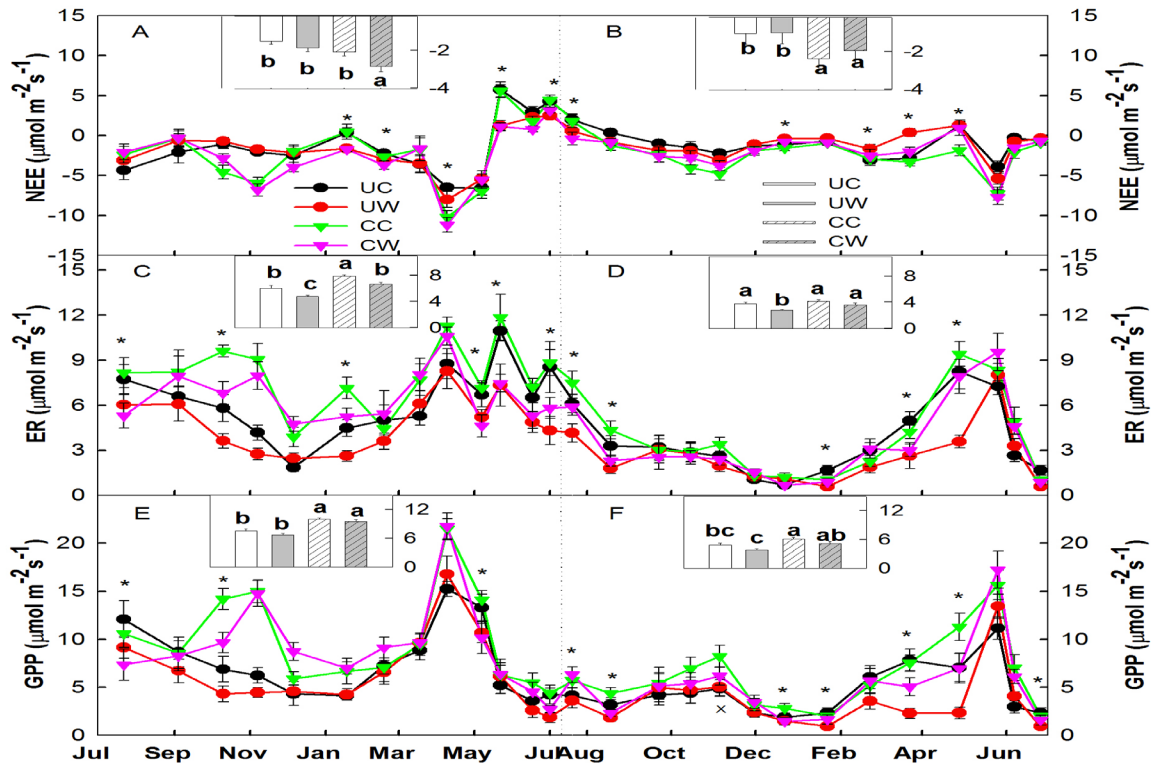 15
10
5
0
-5
-10
-15
NEE (μmol m⁻²s⁻¹)
A
b
b
b
a
-2
-4
*
*
*
*
*
UC
UW
CC
CW
B
b
b
a
a
-2
-4
*
*
*
*
*
UC
UW
CC
CW
15
10
5
0
-5
-10
-15
NEE (μmol m⁻²s⁻¹)
15
12
9
6
3
0
ER (μmol m⁻²s⁻¹)
C
b
c
a
b
8
4
0
*
*
*
*
*
*
D
a
b
a
a
8
4
0
*
*
*
*
*
15
12
9
6
3
0
ER (μmol m⁻²s⁻¹)
20
15
10
5
0
GPP (μmol m⁻²s⁻¹)
E
b
b
a
a
12
6
0
*
*
*
F
bc
c
a
ab
12
6
0
*
*
×
*
*
*
*
*
20
15
10
5
0
GPP (μmol m⁻²s⁻¹)
Jul Sep Nov Jan Mar May Jul Aug Oct Dec Feb Apr Jun